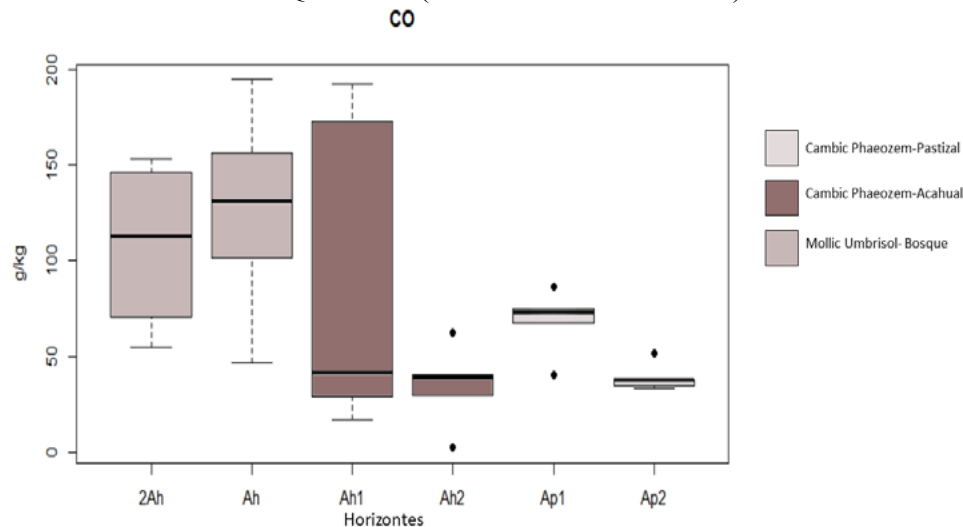 CO
200
150
100
50
0
g/kg
2Ah Ah Ah1 Ah2 Ap1 Ap2
Horizontes
Cambic Phaeozem-Pastizal
Cambic Phaeozem-Acahual
Mollic Umbrisol- Bosque